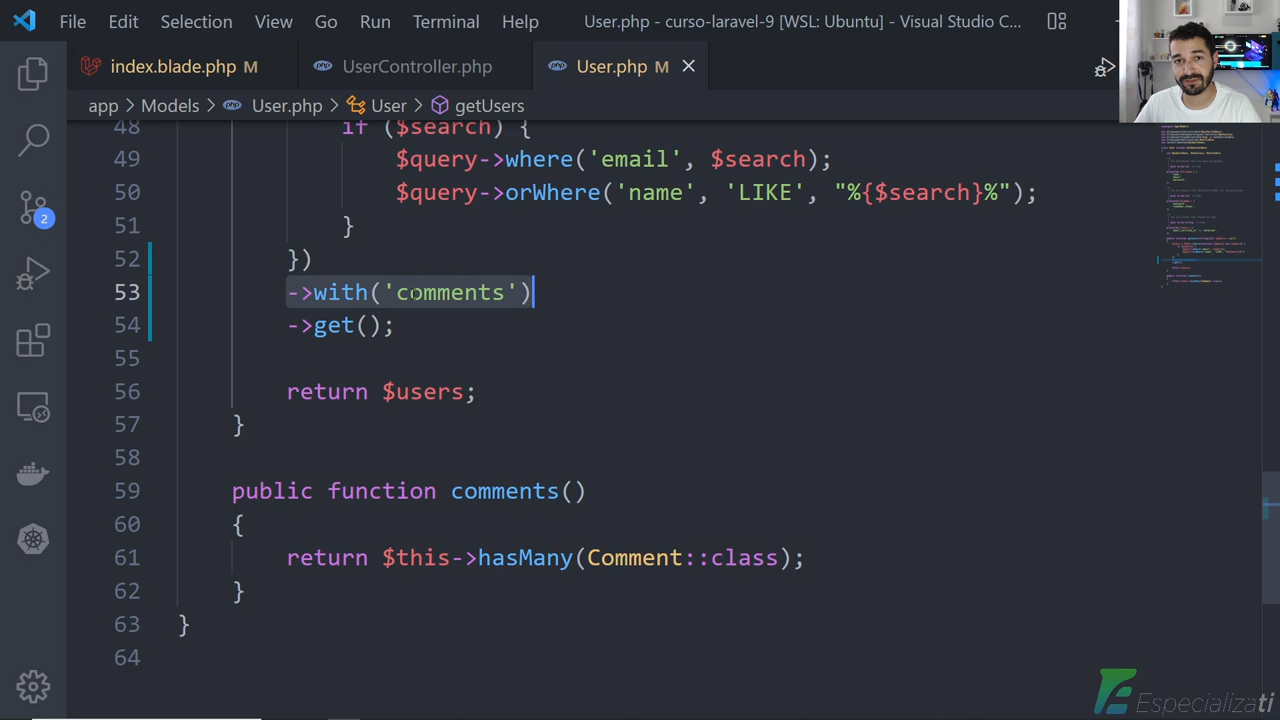 File Edit Selection View Go Run Terminal Help User.php - curso-laravel-9 [WSL: Ubuntu] - Visual Studio C...
index.blade.php M UserController.php User.php M
app > Models > User.php > User > getUsers
48 if ($search) {
49 $query->where('email', $search);
50 $query->orWhere('name', 'LIKE', "%{$search}%");
51 }
52 })
53 ->with('comments')
54 ->get();
55
56 return $users;
57 }
58
59 public function comments()
60 {
61 return $this->hasMany(Comment::class);
62 }
63 }
64
2
Especializati